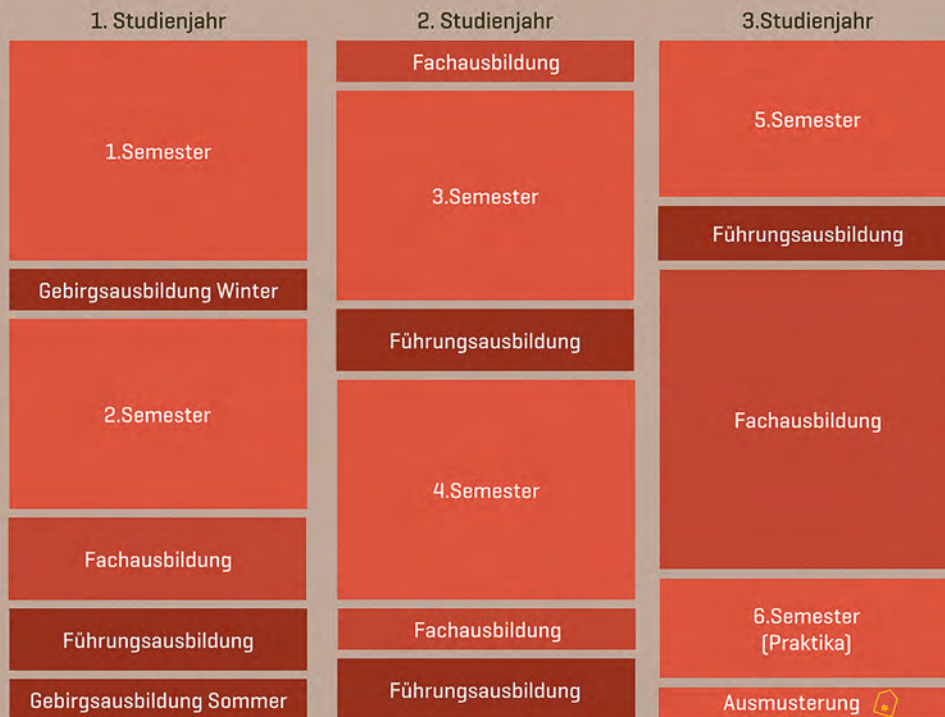 1. Studienjahr
1.Semester
Gebirgsausbildung Winter
2.Semester
Fachausbildung
Führungsausbildung
Gebirgsausbildung Sommer
2. Studienjahr
Fachausbildung
3.Semester
Führungsausbildung
4.Semester
Fachausbildung
Führungsausbildung
3.Studienjahr
5.Semester
Führungsausbildung
Fachausbildung
6.Semester
(Praktika)
Ausmusterung